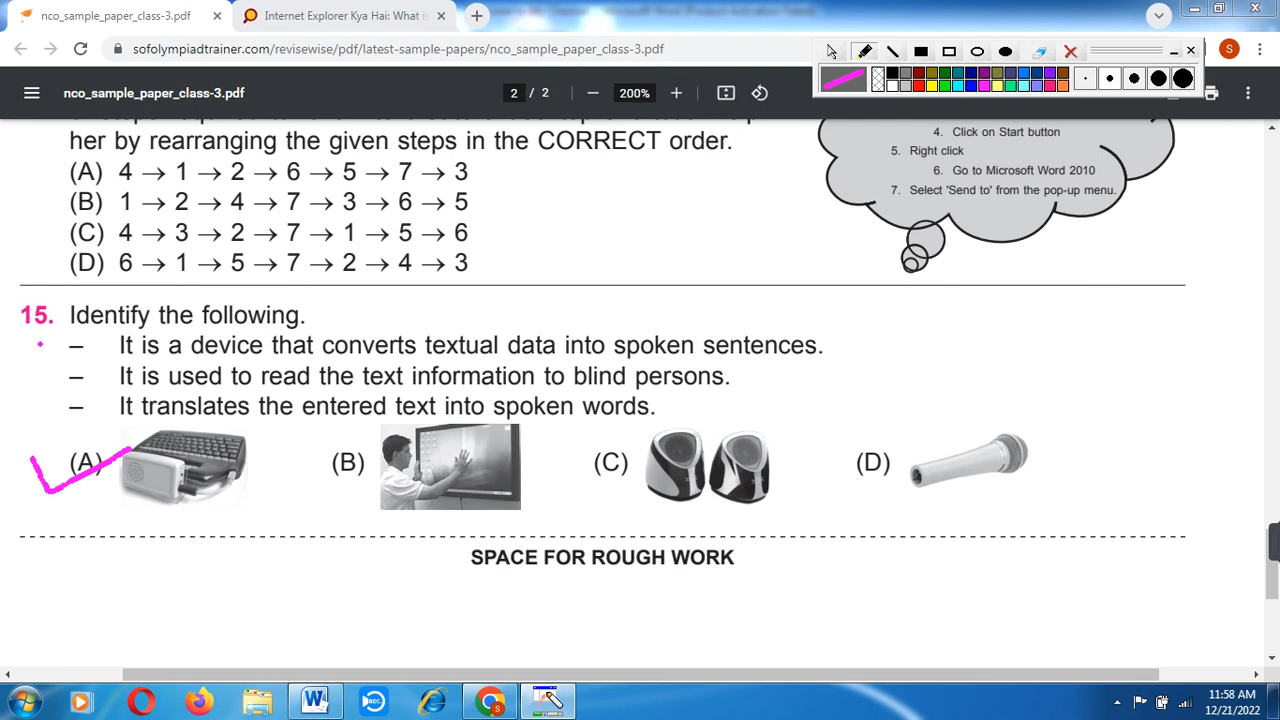 nco_sample_paper_class-3.pdf
Internet Explorer Kya Hai: What is
sofolympiadtrainer.com/revisewise/pdf/latest-sample-papers/nco_sample_paper_class-3.pdf
S
nco_sample_paper_class-3.pdf
2 / 2
200%
her by rearranging the given steps in the CORRECT order.
(A) 4 → 1 → 2 → 6 → 5 → 7 → 3
(B) 1 → 2 → 4 → 7 → 3 → 6 → 5
(C) 4 → 3 → 2 → 7 → 1 → 5 → 6
(D) 6 → 1 → 5 → 7 → 2 → 4 → 3
4. Click on Start button
5. Right click
6. Go to Microsoft Word 2010
7. Select 'Send to' from the pop-up menu.
15. Identify the following.
– It is a device that converts textual data into spoken sentences.
– It is used to read the text information to blind persons.
– It translates the entered text into spoken words.
(A) (B) (C) (D)
SPACE FOR ROUGH WORK
REC
S
11:58 AM
12/21/2022